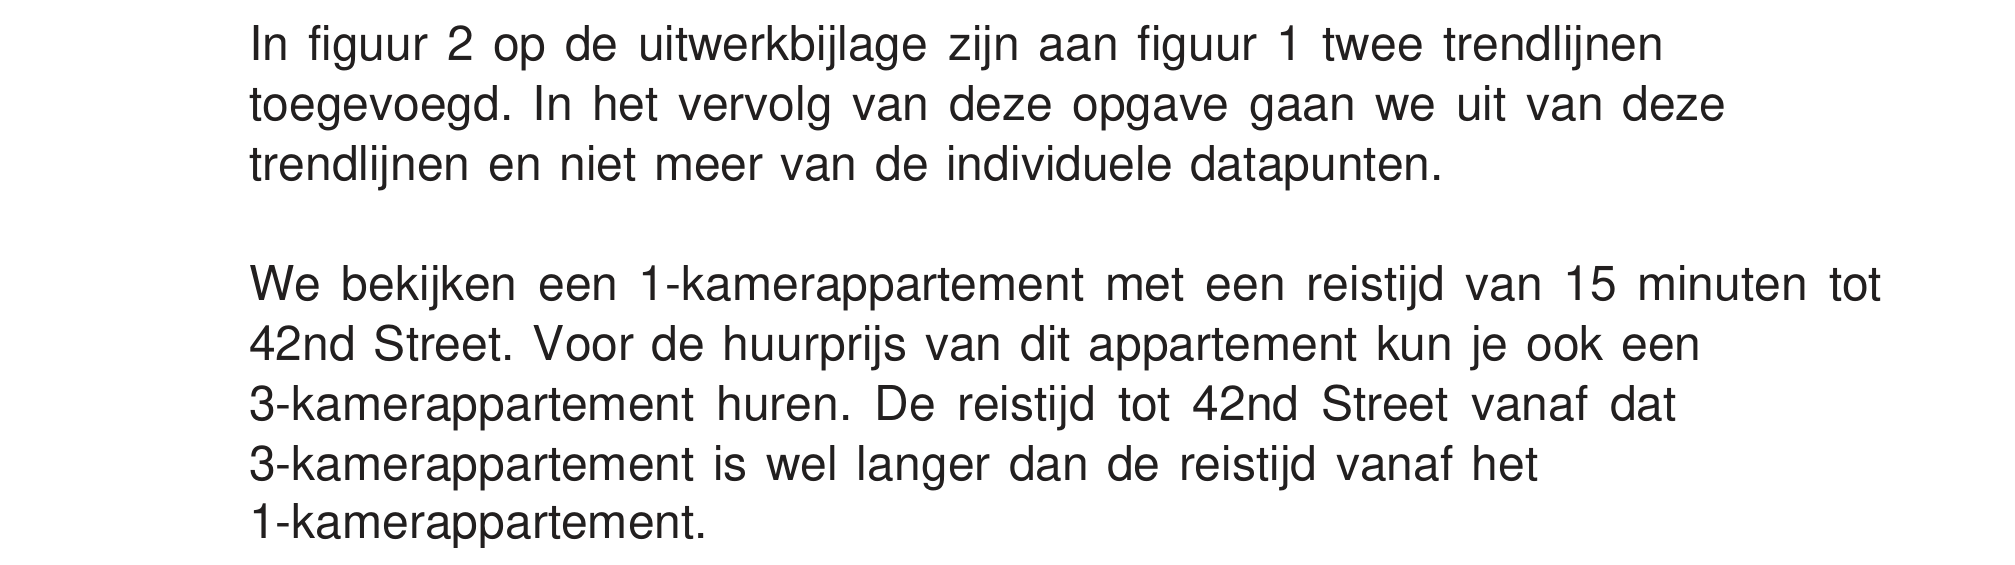 In figuur 2 op de uitwerkbijlage zijn aan figuur 1 twee trendlijnen
toegevoegd. In het vervolg van deze opgave gaan we uit van deze
trendlijnen en niet meer van de individuele datapunten.
We bekijken een 1-kamerappartement met een reistijd van 15 minuten tot
42nd Street. Voor de huurprijs van dit appartement kun je ook een
3-kamerappartement huren. De reistijd tot 42nd Street vanaf dat
3-kamerappartement is wel langer dan de reistijd vanaf het
1-kamerappartement.